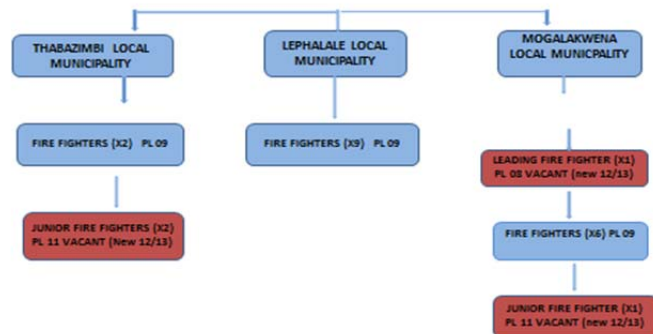 THABAZIMBI LOCAL
MUNICIPALITY
FIRE FIGHTERS (X2) PL 09
JUNIOR FIRE FIGHTERS (X2)
PL 11 VACANT (New 12/13)
LEPHALALE LOCAL
MUNICIPALITY
FIRE FIGHTERS (X9) PL 09
MOGALAKWENA
LOCAL MUNICPALITY
LEADING FIRE FIGHTER (X1)
PL 08 VACANT (new 12/13)
FIRE FIGHTERS (X6) PL 09
JUNIOR FIRE FIGHTER (X1)
PL 11 VACANT (new 12/13)